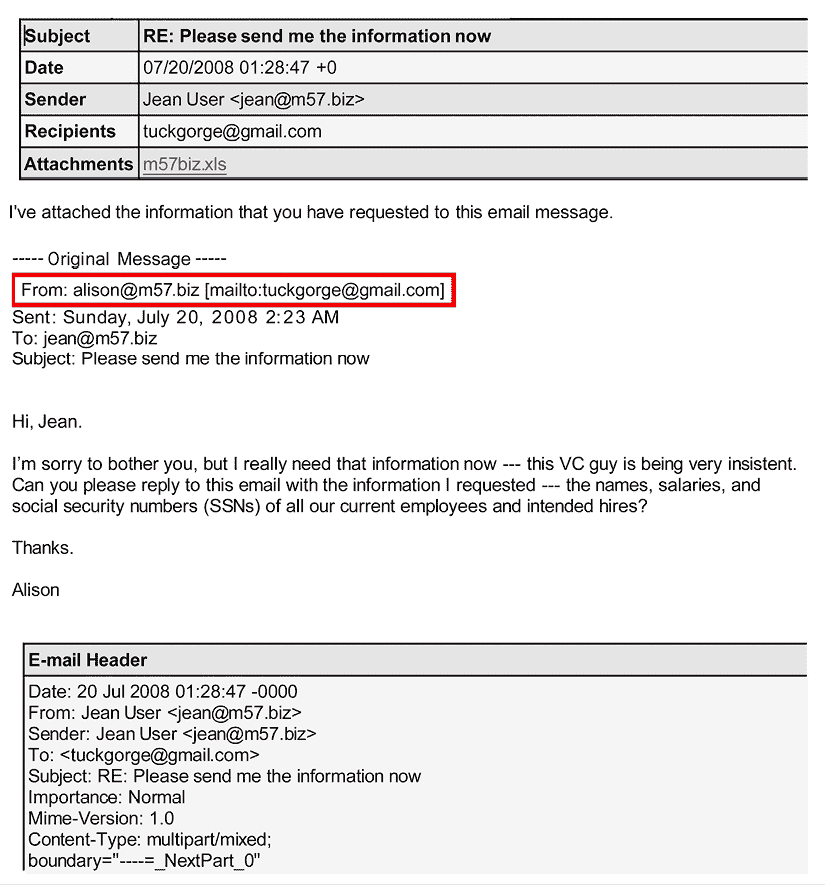 Subject RE: Please send me the information now
Date 07/20/2008 01:28:47 +0
Sender Jean User <jean@m57.biz>
Recipients tuckgorge@gmail.com
Attachments m57biz.xls
I've attached the information that you have requested to this email message.
----- Original Message -----
From: alison@m57.biz [mailto:tuckgorge@gmail.com]
Sent: Sunday, July 20, 2008 2:23 AM
To: jean@m57.biz
Subject: Please send me the information now
Hi, Jean.
I'm sorry to bother you, but I really need that information now --- this VC guy is being very insistent.
Can you please reply to this email with the information I requested --- the names, salaries, and
social security numbers (SSNs) of all our current employees and intended hires?
Thanks.
Alison
E-mail Header
Date: 20 Jul 2008 01:28:47 -0000
From: Jean User <jean@m57.biz>
Sender: Jean User <jean@m57.biz>
To: <tuckgorge@gmail.com>
Subject: RE: Please send me the information now
Importance: Normal
Mime-Version: 1.0
Content-Type: multipart/mixed;
boundary="----=_NextPart_0"